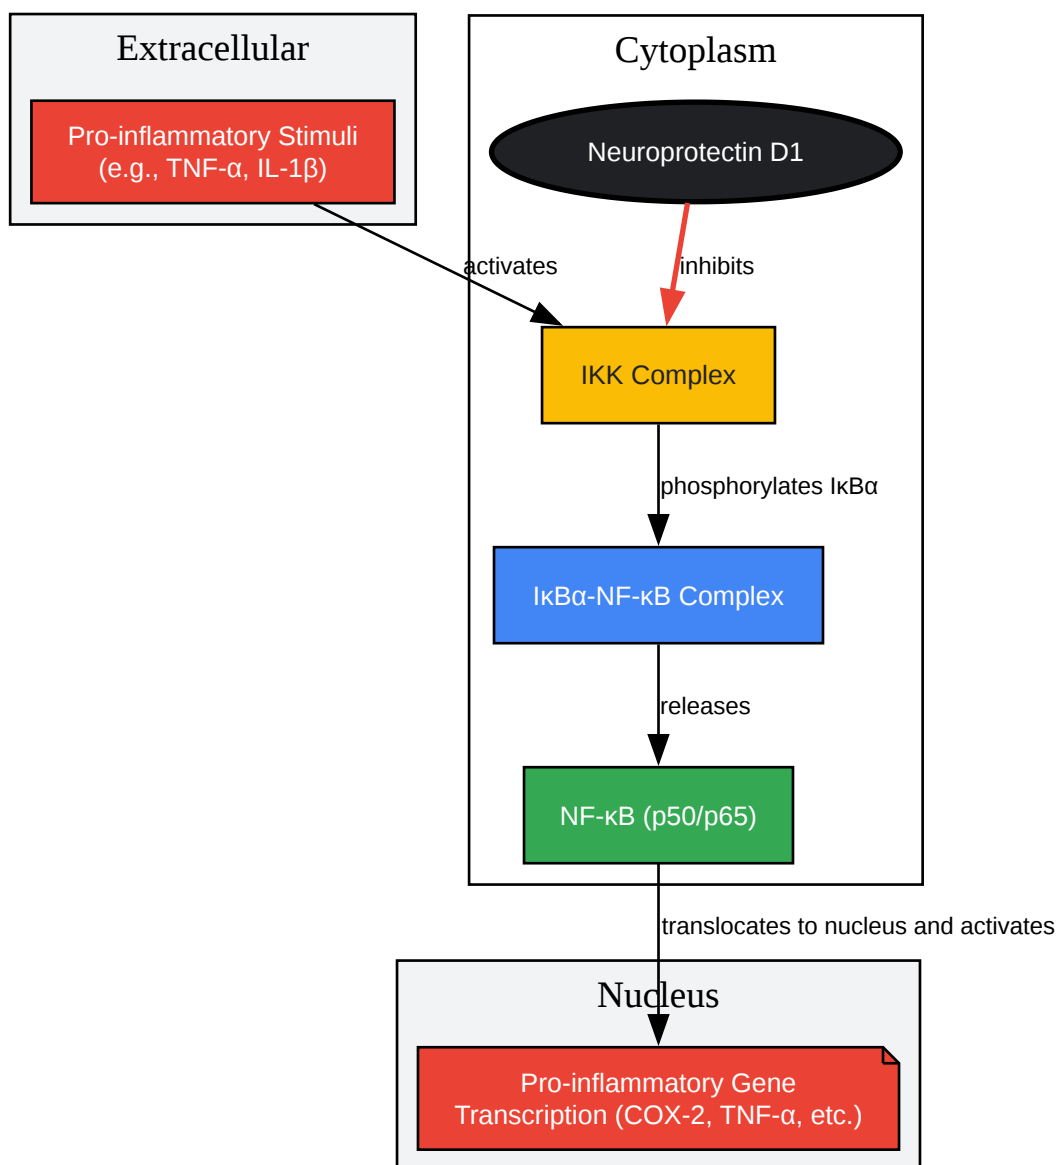 Extracellular
Pro-inflammatory Stimuli
(e.g., TNF-α, IL-1β)
Cytoplasm
Neuroprotectin D1
activates
inhibits
IKK Complex
phosphorylates IκBα
IκBα-NF-κB Complex
releases
NF-κB (p50/p65)
translocates to nucleus and activates
Nucleus
Pro-inflammatory Gene
Transcription (COX-2, TNF-α, etc.)